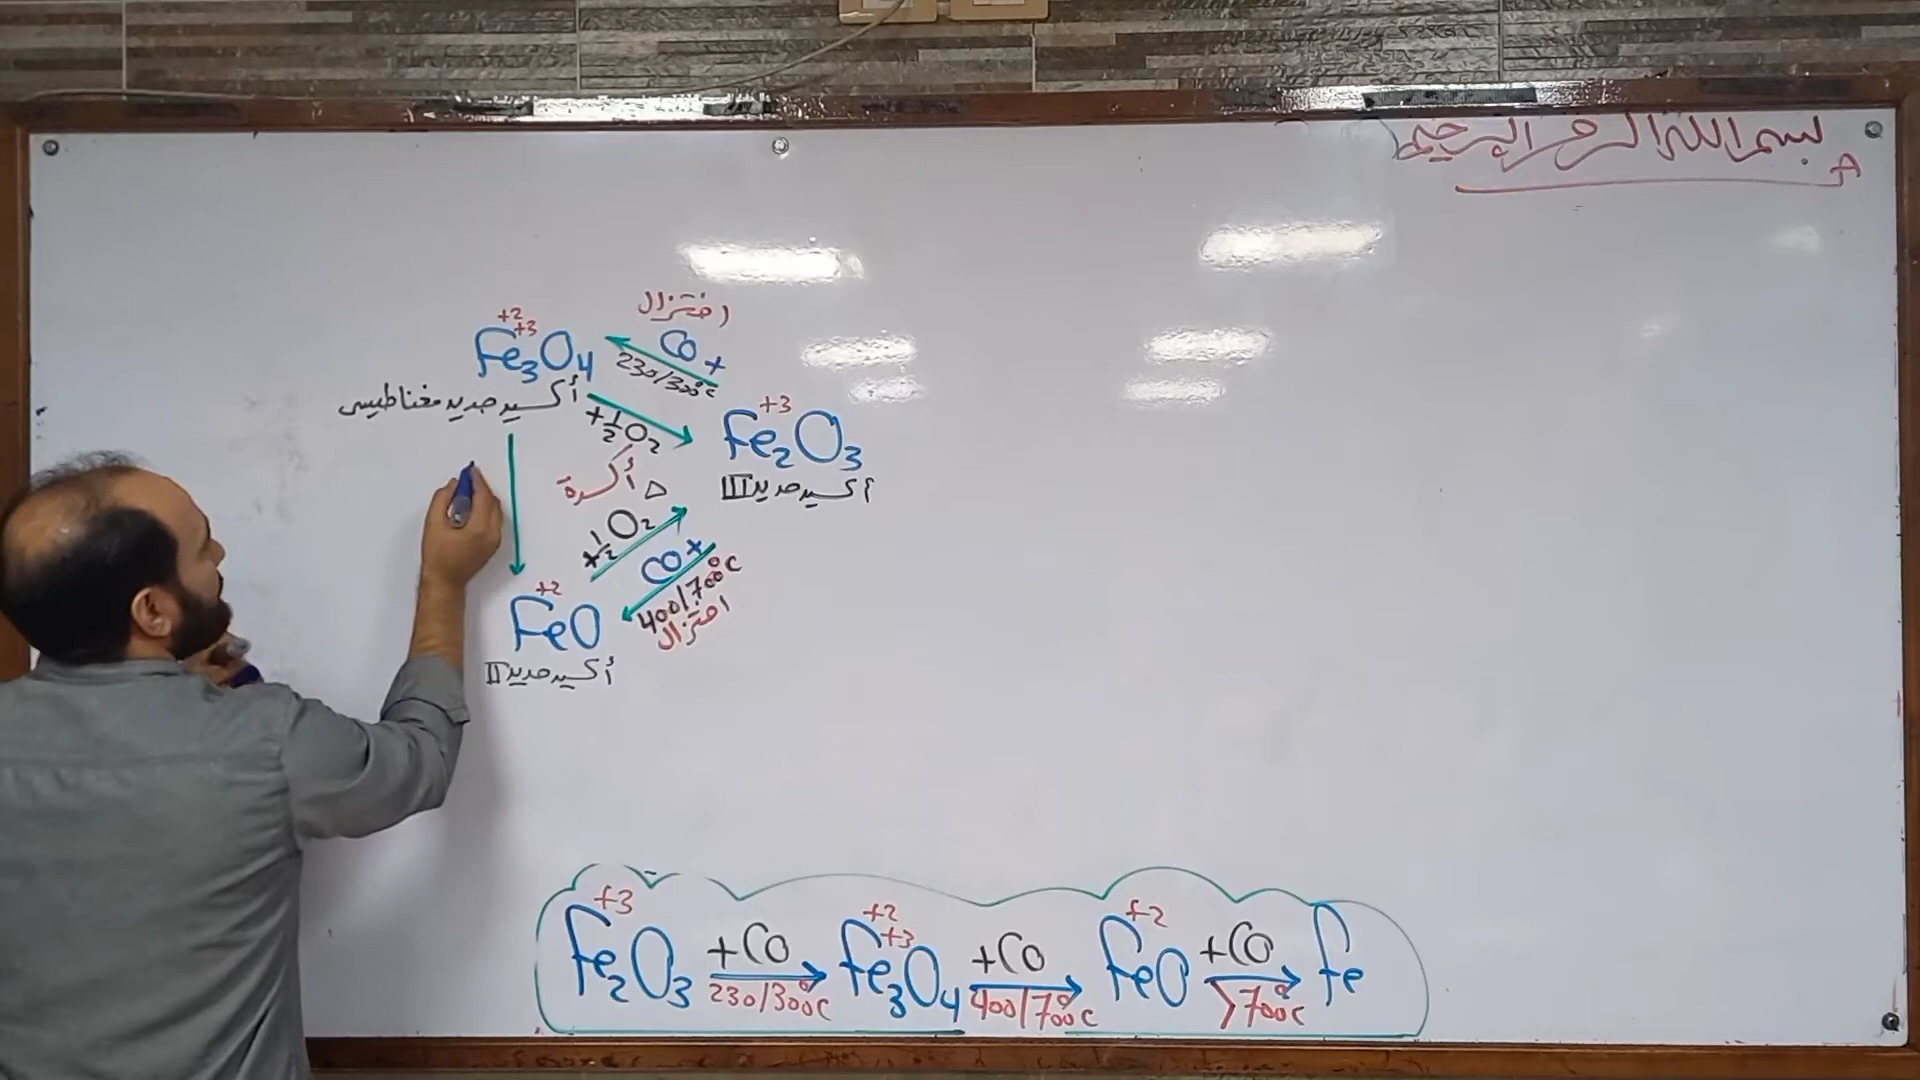 بسم الله الرحمن الرحيم
اختزال
+2
+3
Fe3O4
CO +
230/300°C
أكسيد حديد مغناطيسى
+1/2 O2
+3
Fe2O3
أكسيد حديد III
أكسدة
Δ
+1/2 O2
CO +
400/700°C
اختزال
+2
FeO
أكسيد حديد II
+3 +2 +3 +2
Fe2O3 +CO → Fe3O4 +CO → FeO +CO → Fe
230/300°C 400/700°C >700°C